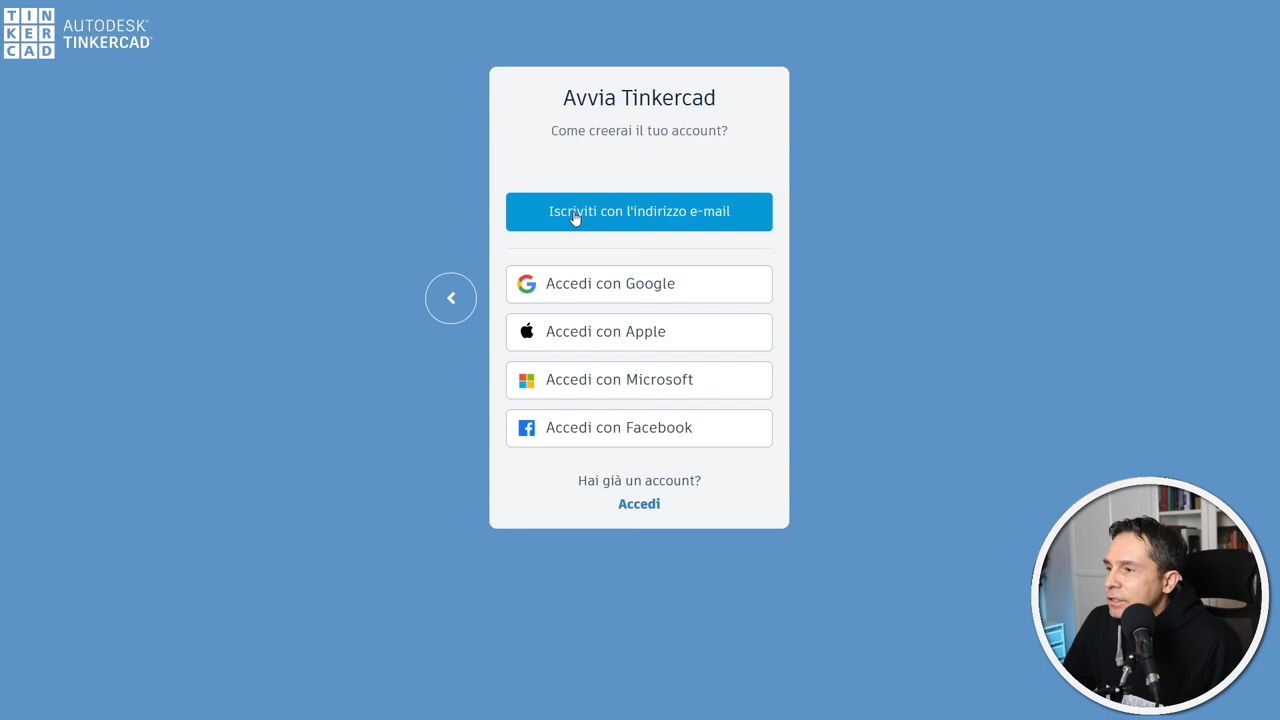 TIN
KER
CAD
AUTODESK®
TINKERCAD®
Avvia Tinkercad
Come creerai il tuo account?
Iscriviti con l'indirizzo e-mail
Accedi con Google
Accedi con Apple
Accedi con Microsoft
Accedi con Facebook
Hai già un account?
Accedi